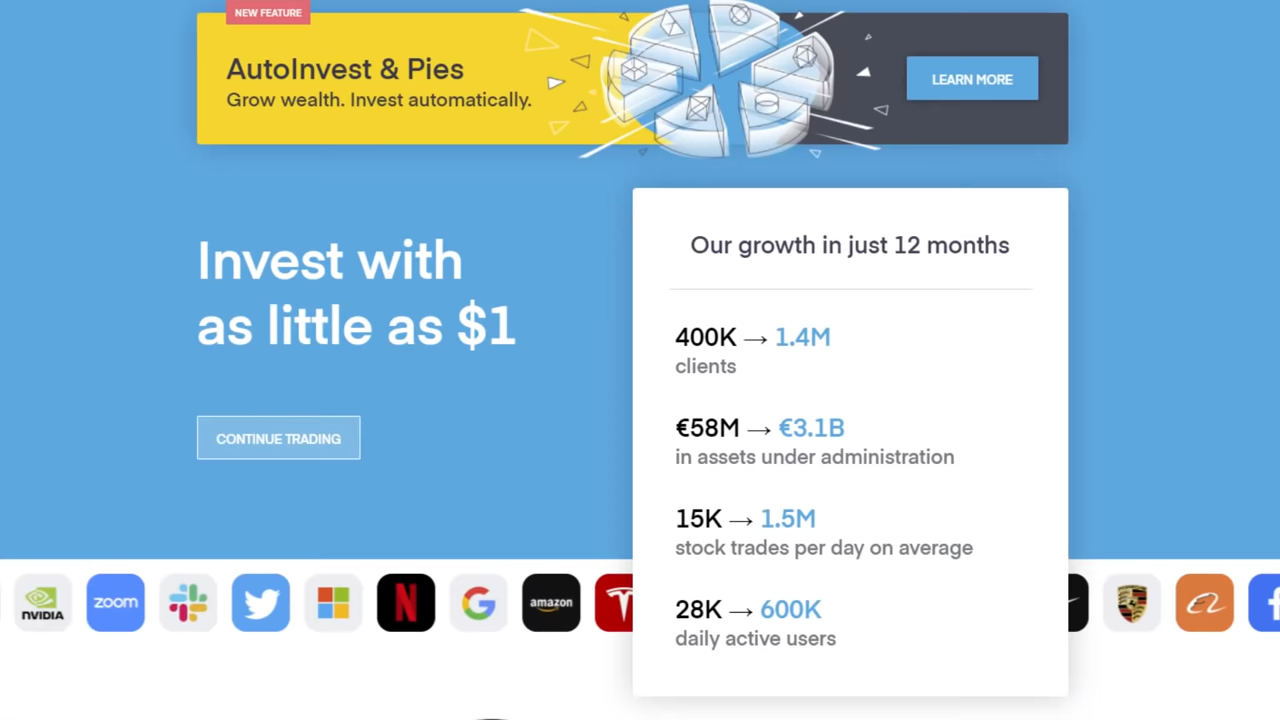 NEW FEATURE
AutoInvest & Pies
Grow wealth. Invest automatically.
LEARN MORE
Invest with
as little as $1
CONTINUE TRADING
Our growth in just 12 months
400K → 1.4M
clients
€58M → €3.1B
in assets under administration
15K → 1.5M
stock trades per day on average
28K → 600K
daily active users
NVIDIA
zoom
amazon